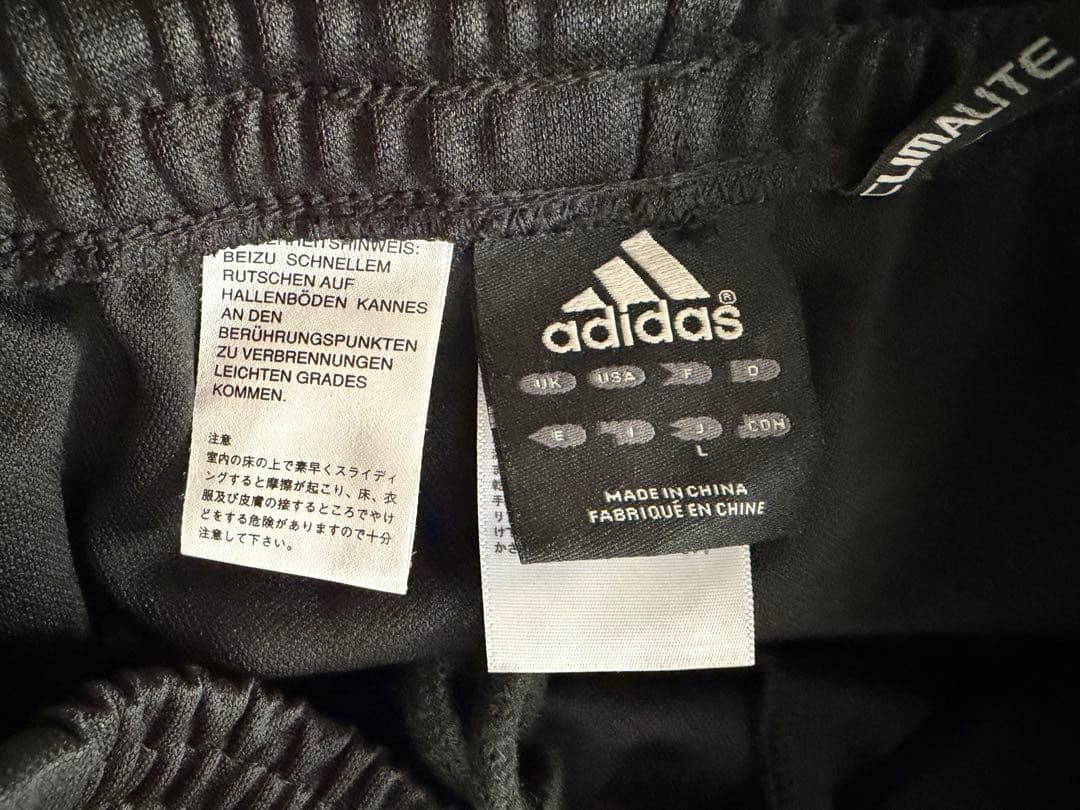 CLIMALITE
BEIZU SCHNELLEM
RUTSCHEN AUF
HALLENBÖDEN KANNES
AN DEN
BERÜHRUNGSPUNKTEN
ZU VERBRENNUNGEN
LEICHTEN GRADES
KOMMEN.
注意
室内の床の上で素早くスライディ
ングすると摩擦が起こり、床、衣
服及び皮膚の接するところでやけ
どをする危険がありますので十分
注意して下さい。
adidas®
UK USA F D
E I J CDN
L
MADE IN CHINA
FABRIQUÉ EN CHINE